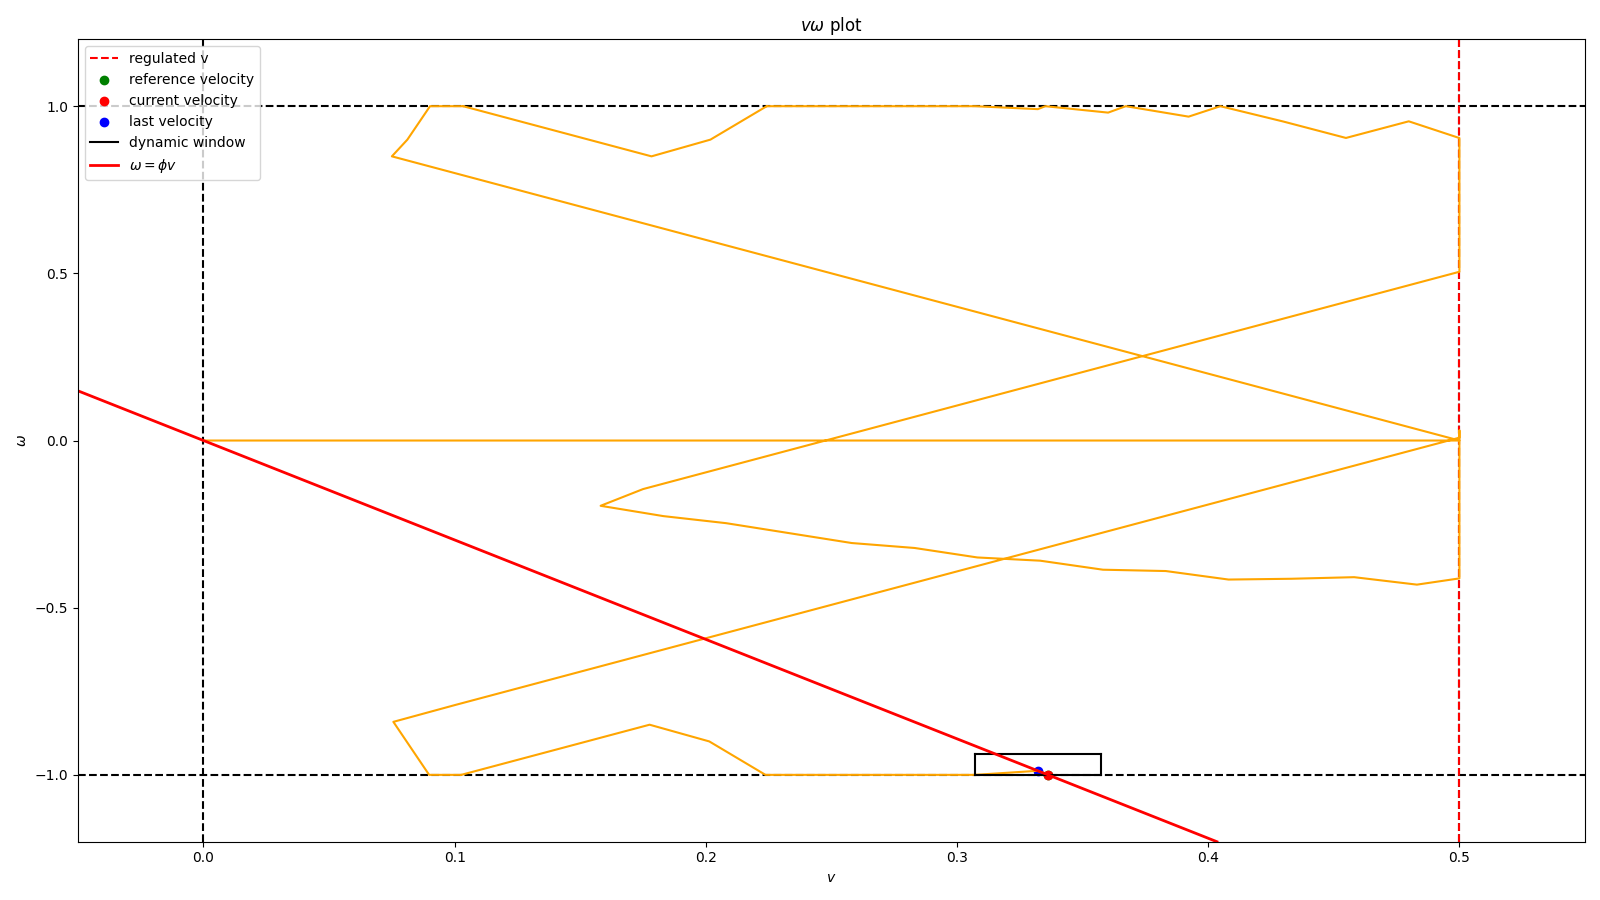 vω plot
regulated v
reference velocity
current velocity
last velocity
dynamic window
ω = ϕv
1.0
0.5
0.0
−0.5
−1.0
ω
0.0 0.1 0.2 0.3 0.4 0.5
v